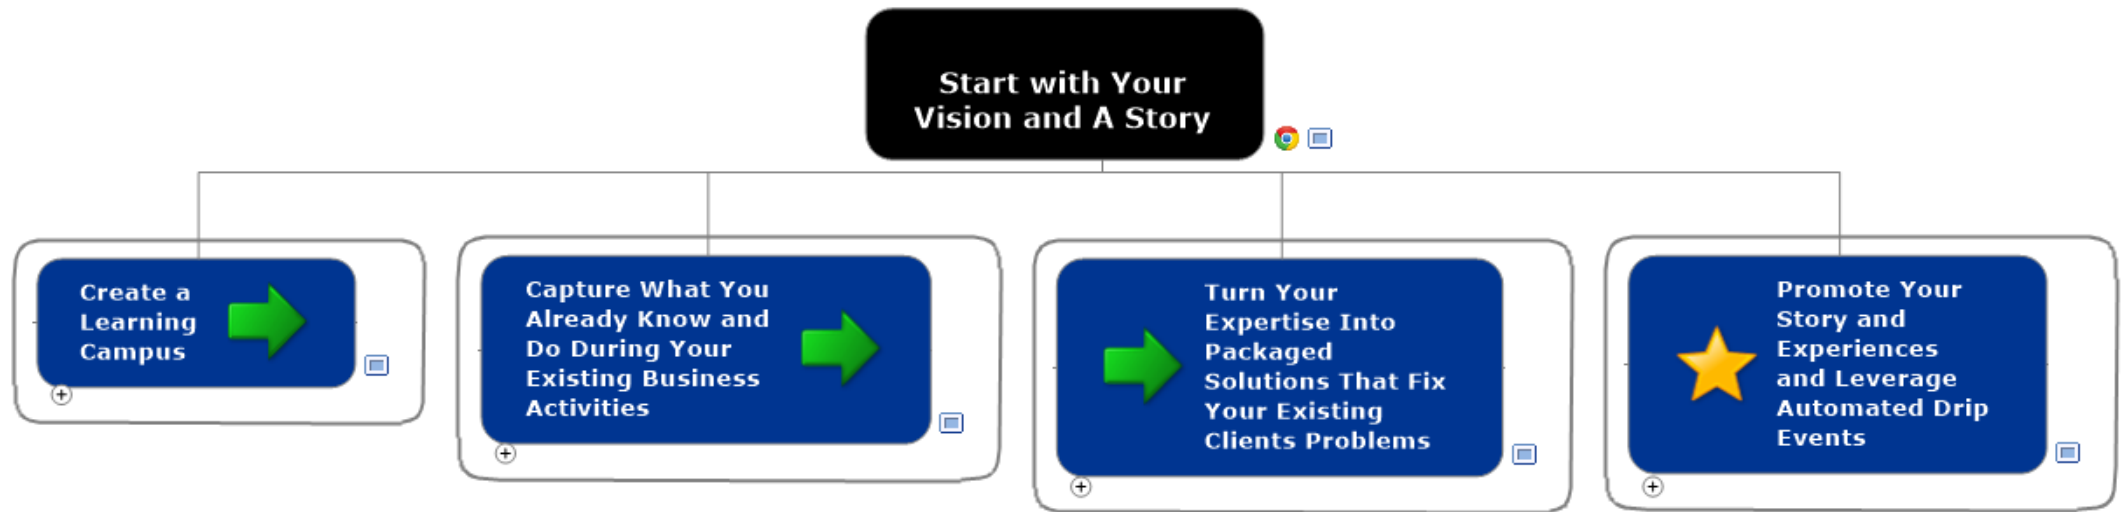 Start with Your
Vision and A Story
Create a
Learning
Campus
Capture What You
Already Know and
Do During Your
Existing Business
Activities
Turn Your
Expertise Into
Packaged
Solutions That Fix
Your Existing
Clients Problems
Promote Your
Story and
Experiences
and Leverage
Automated Drip
Events